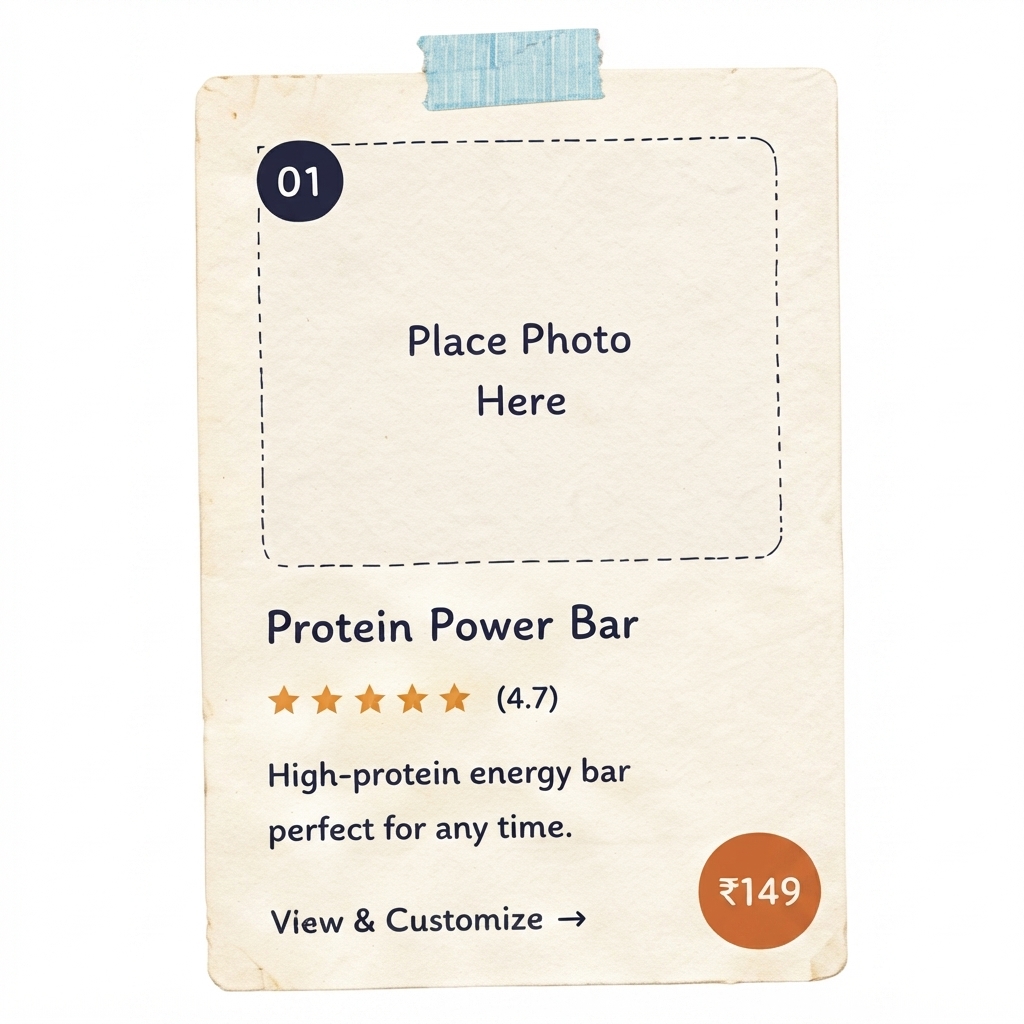 01
Place Photo
Here
Protein Power Bar
(4.7)
High-protein energy bar
perfect for any time.
₹149
View & Customize →